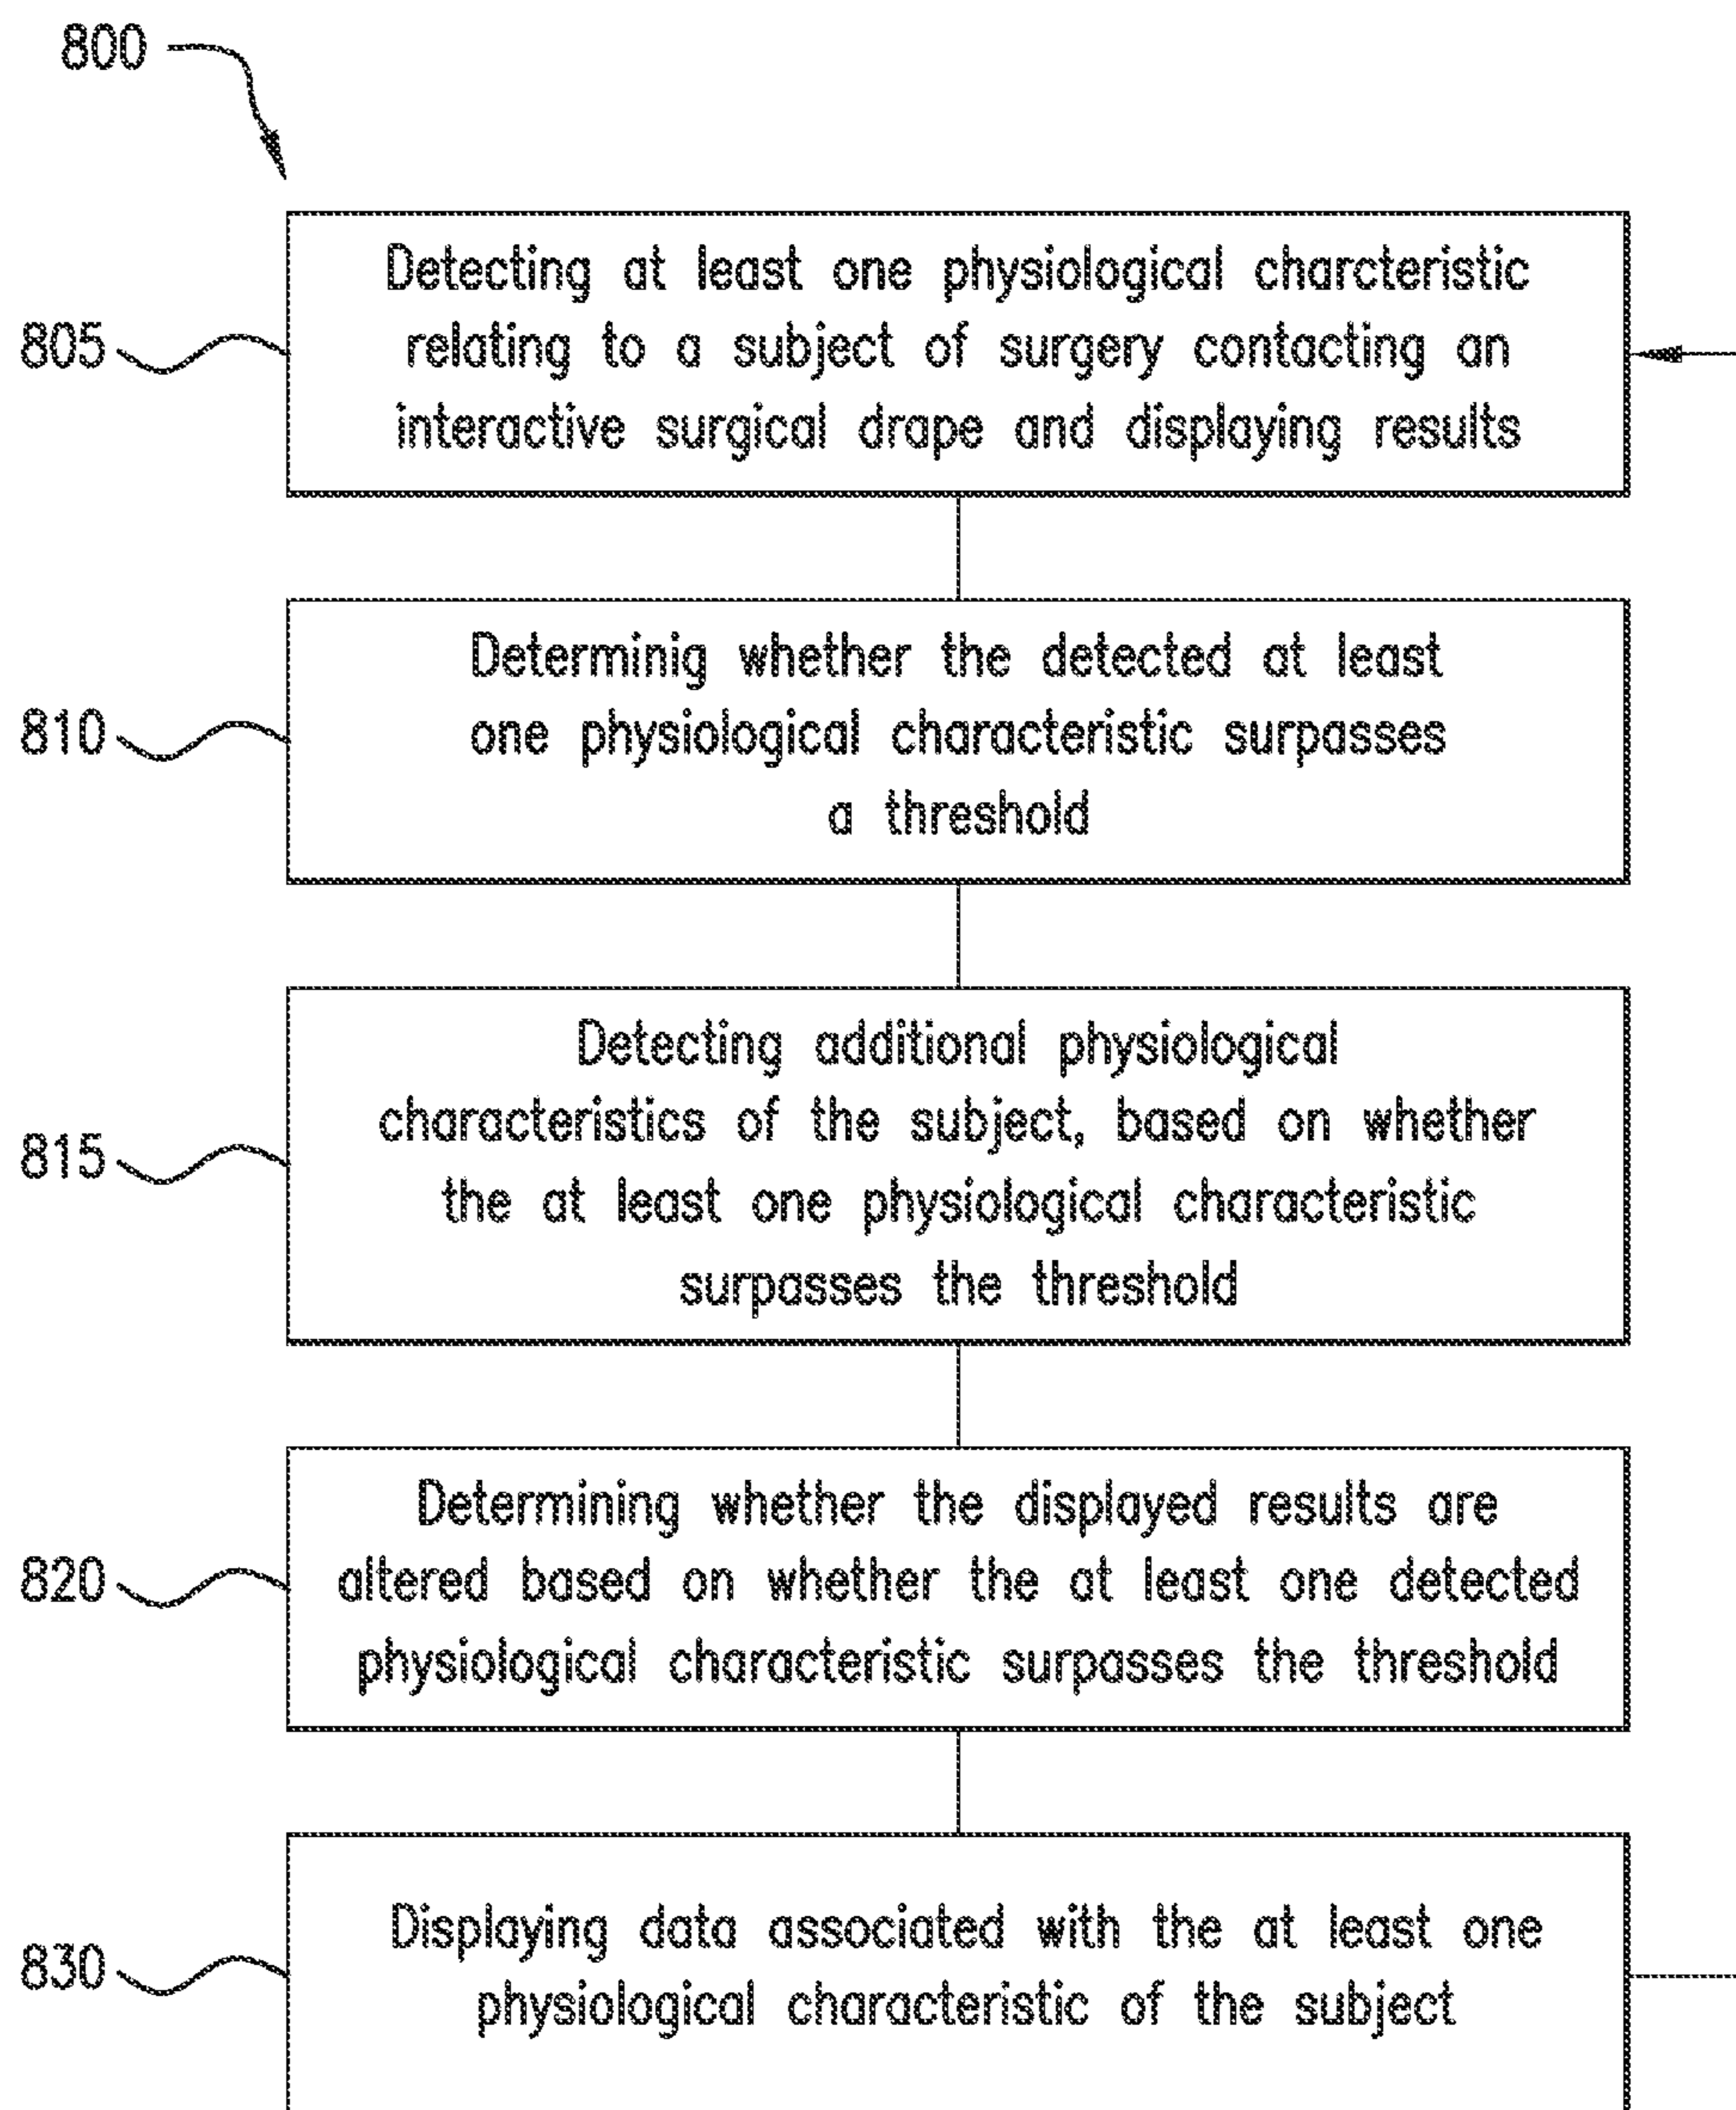 800
805
Detecting at least one physiological charcteristic
relating to a subject of surgery contacting an
interactive surgical drape and displaying results
810
Determinig whether the detected at least
one physiological characteristic surpasses
a threshold
815
Detecting additional physiological
characteristics of the subject, based on whether
the at least one physiological characteristic
surpasses the threshold
820
Determining whether the displayed results are
altered based on whether the at least one detected
physiological characteristic surpasses the threshold
830
Displaying data associated with the at least one
physiological characteristic of the subject